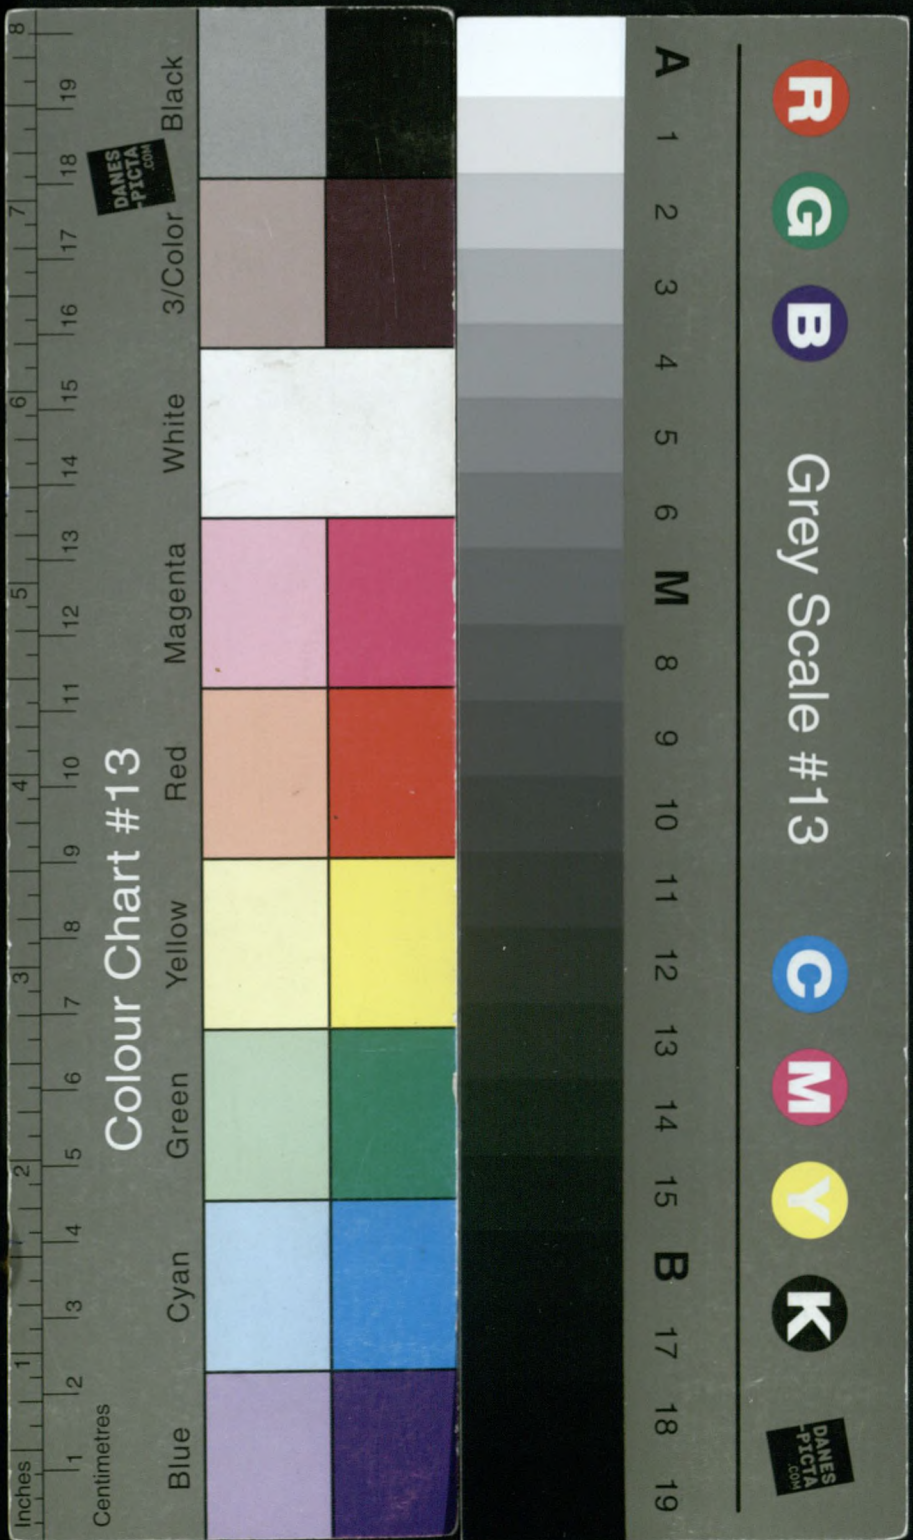 Colour Chart #13
Blue Cyan Green Yellow Red Magenta White 3/Color Black
DANES
-PICTA
.COM
Centimetres
1 2 3 4 5 6 7 8 9 10 11 12 13 14 15 16 17 18 19
Inches
1 2 3 4 5 6 7 8
R G B Grey Scale #13 C M Y K
DANES
-PICTA
.COM
A 1 2 3 4 5 6 M 8 9 10 11 12 13 14 15 B 17 18 19